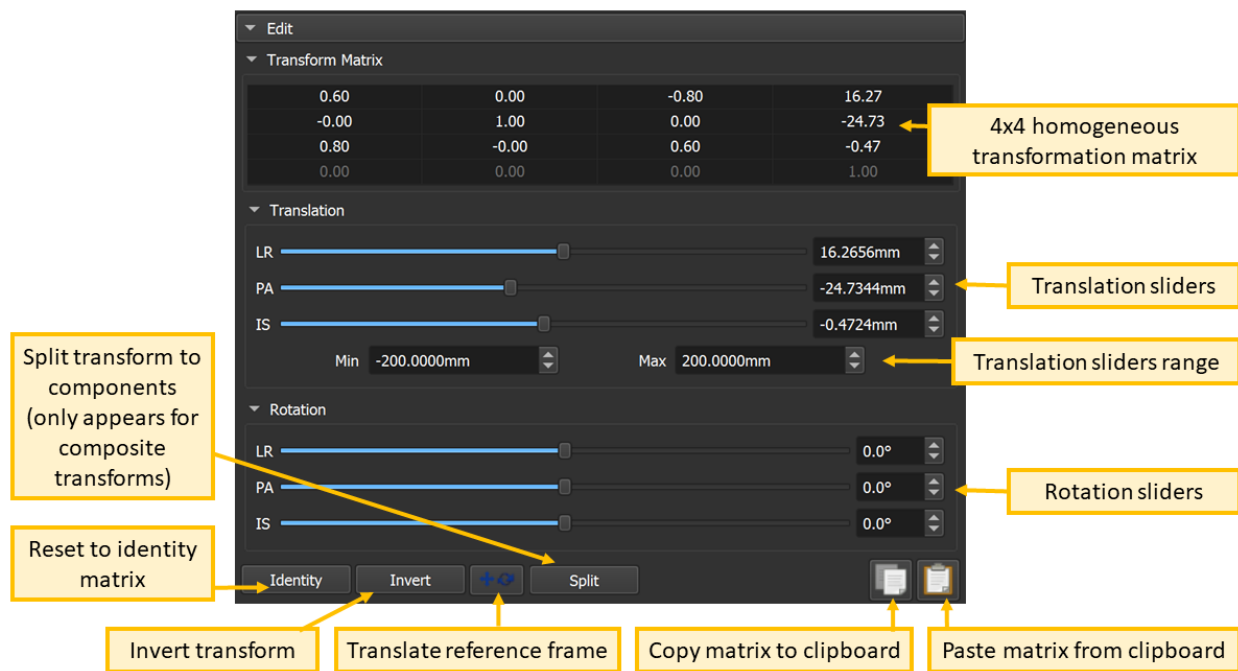 Edit
Transform Matrix
0.60 0.00 -0.80 16.27
-0.00 1.00 0.00 -24.73
0.80 -0.00 0.60 -0.47
0.00 0.00 0.00 1.00
4x4 homogeneous
transformation matrix
Translation
LR 16.2656mm
PA -24.7344mm
IS -0.4724mm
Min -200.0000mm Max 200.0000mm
Translation sliders
Translation sliders range
Split transform to
components
(only appears for
composite
transforms)
Rotation
LR 0.0°
PA 0.0°
IS 0.0°
Rotation sliders
Reset to identity
matrix
Identity Invert Split
Invert transform
Translate reference frame
Copy matrix to clipboard
Paste matrix from clipboard